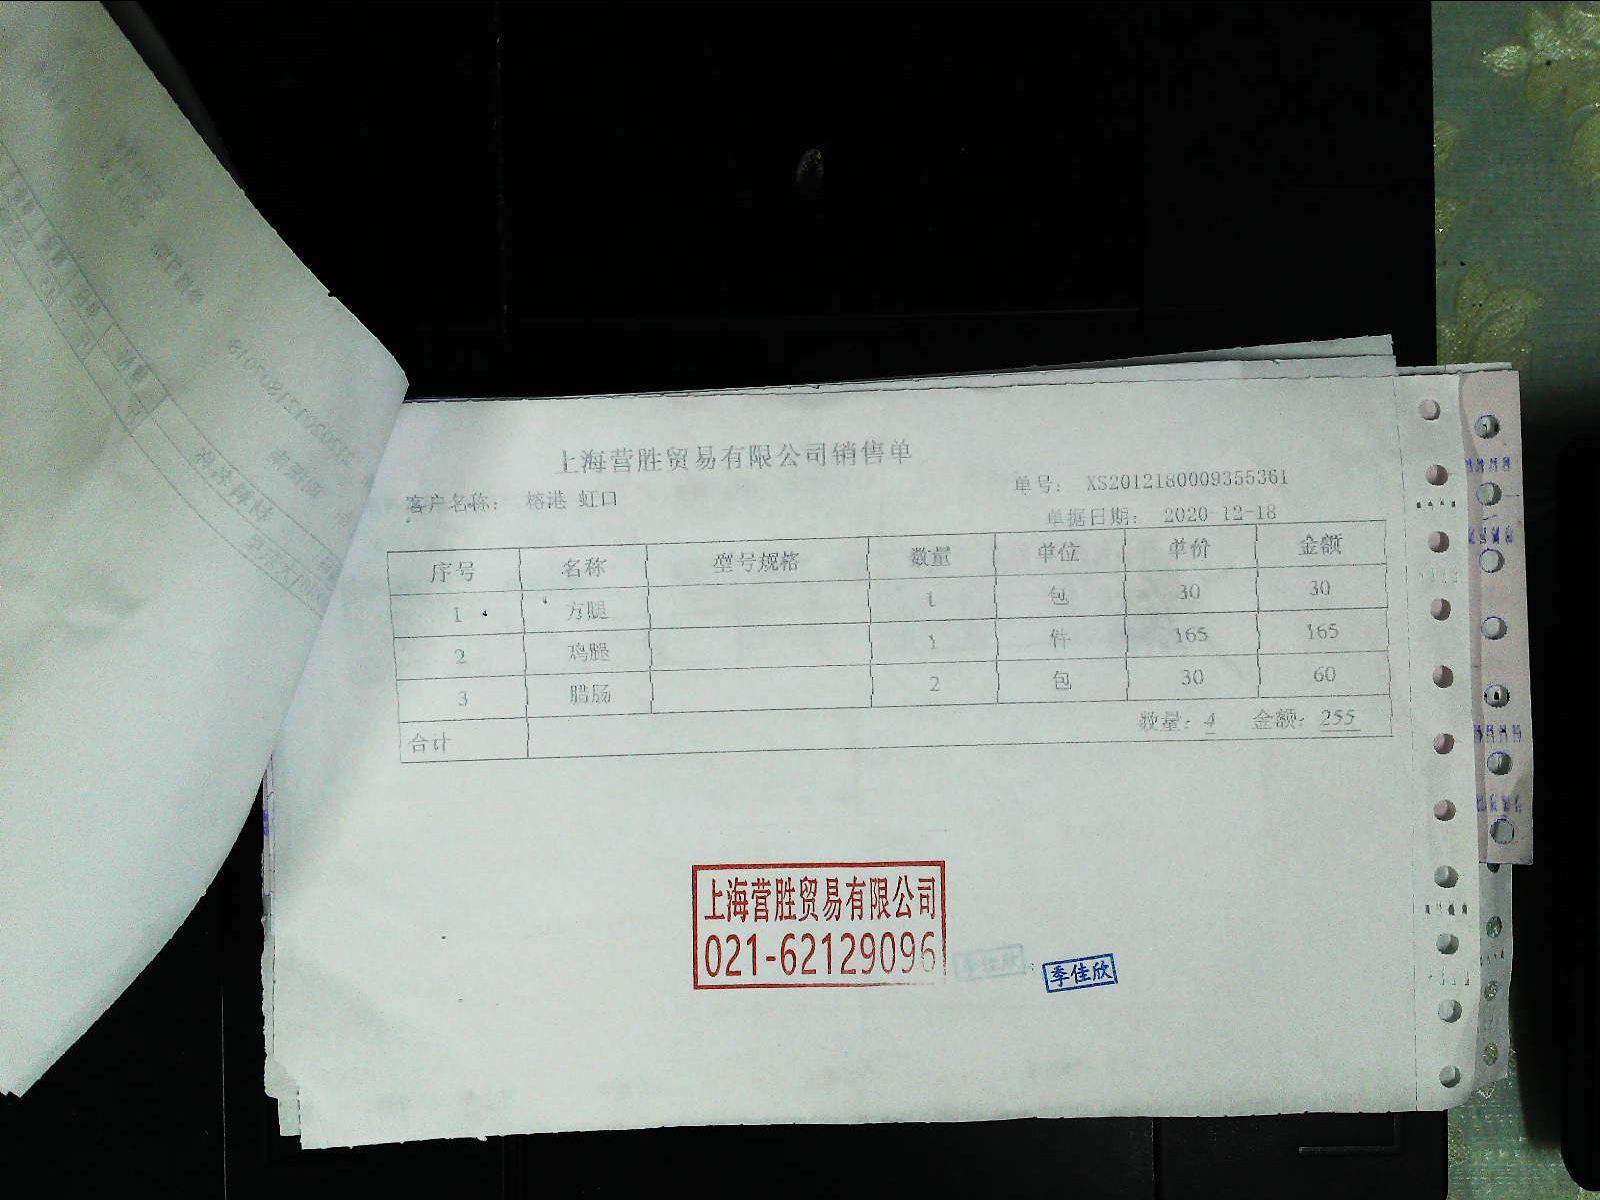 上海营胜贸易有限公司销售单
客户名称: 榕港 虹口
单号: XS2012180009355361
单据日期: 2020-12-18
序号 名称 型号规格 数量 单位 单价 金额
1 方腿 1 包 30 30
2 鸡腿 1 件 165 165
3 腊肠 2 包 30 60
合计 数量: 4 金额: 255
上海营胜贸易有限公司
021-62129096
季佳欣
季佳欣